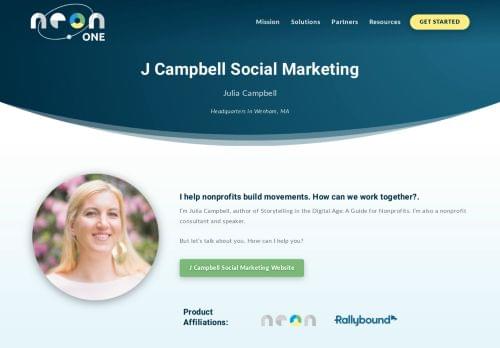 neon
ONE
Mission Solutions Partners Resources GET STARTED
J Campbell Social Marketing
Julia Campbell
Headquarters in Wenham, MA
I help nonprofits build movements. How can we work together?.
I'm Julia Campbell, author of Storytelling in the Digital Age: A Guide for Nonprofits. I'm also a nonprofit
consultant and speaker.
But let's talk about you. How can I help you?
J Campbell Social Marketing Website
Product
Affiliations:
neon
Rallybound